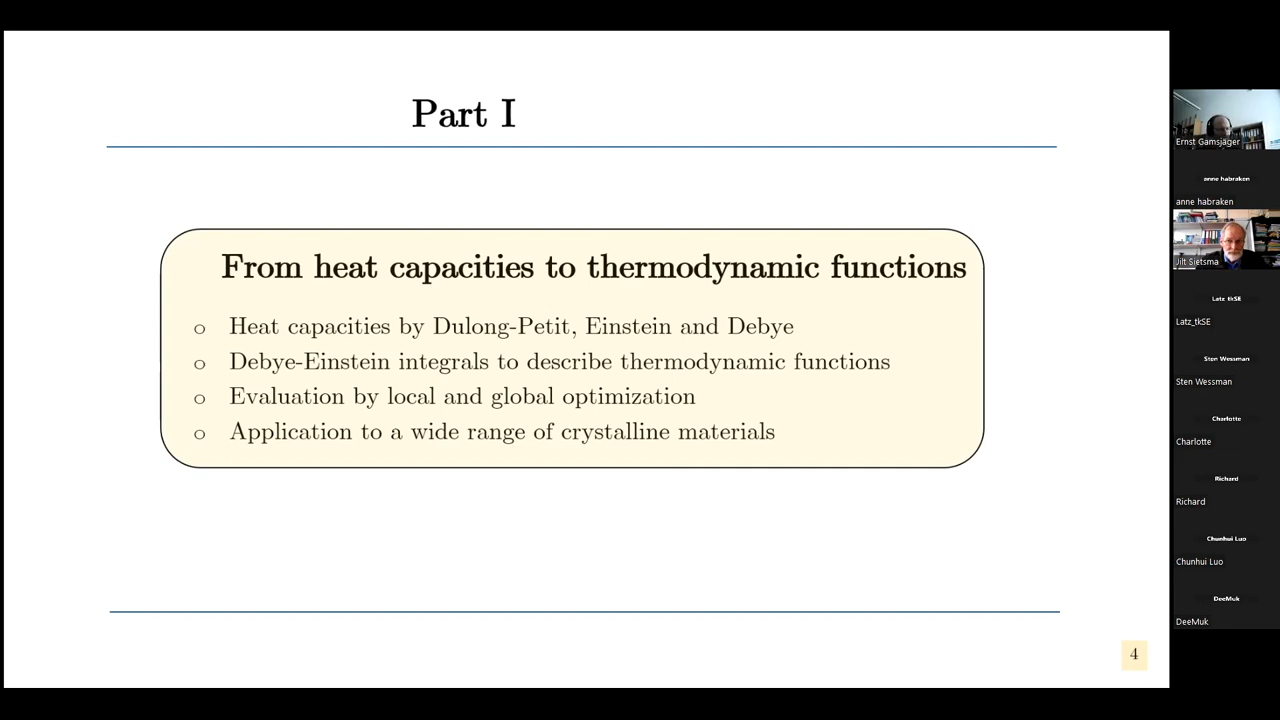 Part I
From heat capacities to thermodynamic functions
o Heat capacities by Dulong-Petit, Einstein and Debye
o Debye-Einstein integrals to describe thermodynamic functions
o Evaluation by local and global optimization
o Application to a wide range of crystalline materials
4
Ernst Gamsjäger
anne habraken
anne habraken
Jilt Sietsma
Latz_tkSE
Latz_tkSE
Sten Wessman
Sten Wessman
Charlotte
Charlotte
Richard
Richard
Chunhui Luo
Chunhui Luo
DeeMuk
DeeMuk